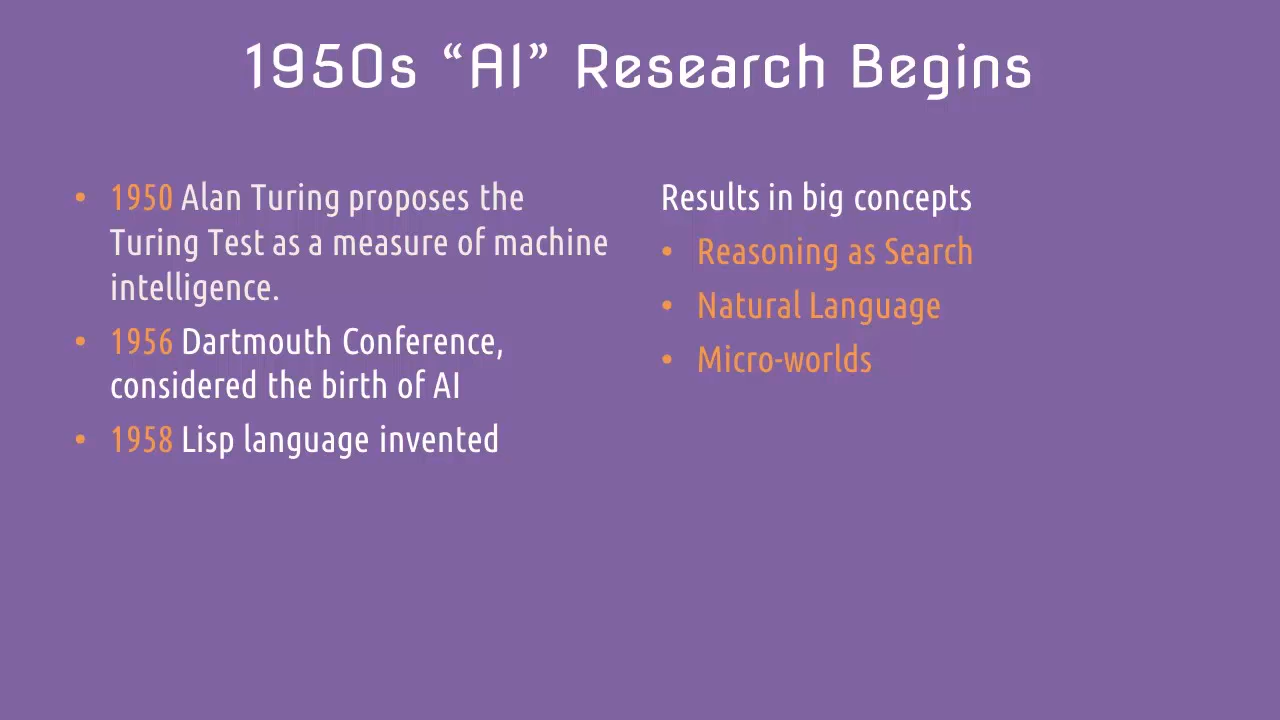 1950s “AI” Research Begins
• 1950 Alan Turing proposes the
Turing Test as a measure of machine
intelligence.
• 1956 Dartmouth Conference,
considered the birth of AI
• 1958 Lisp language invented
Results in big concepts
• Reasoning as Search
• Natural Language
• Micro-worlds